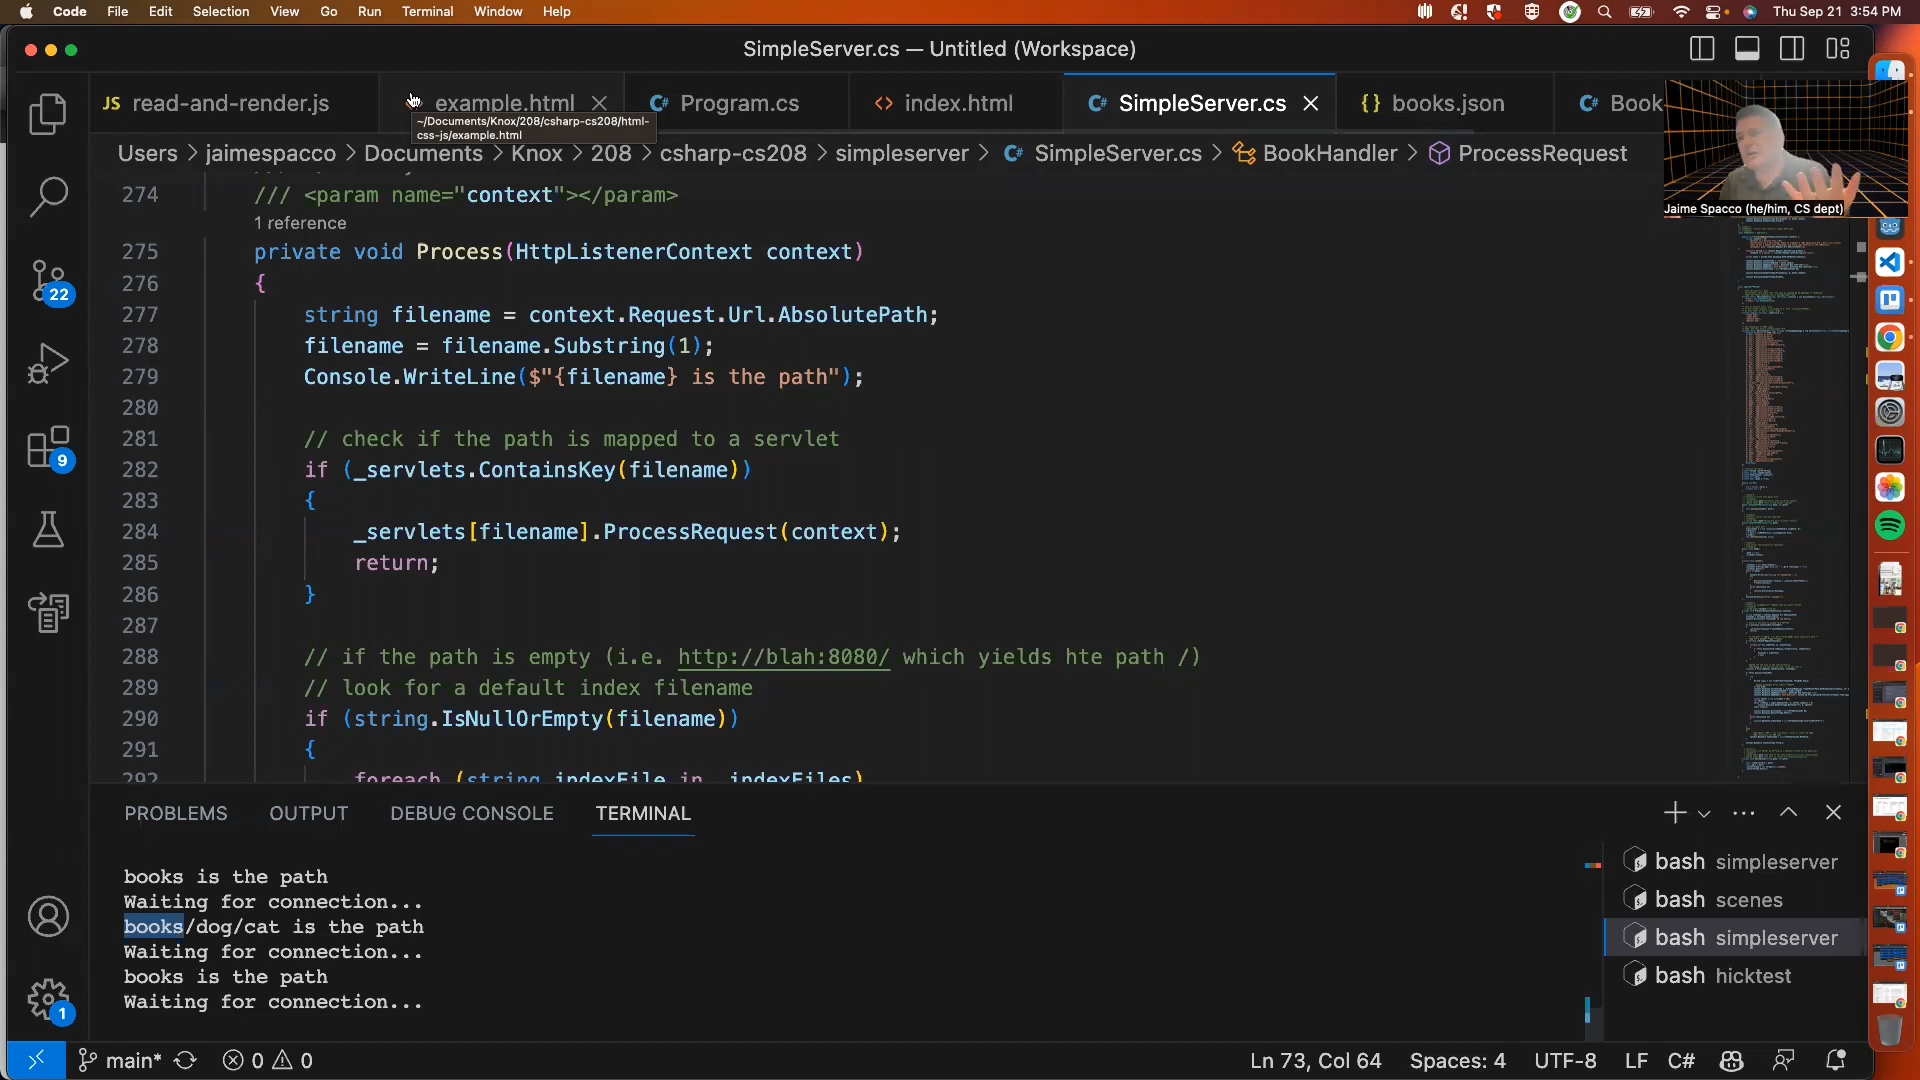 Code File Edit Selection View Go Run Terminal Window Help Thu Sep 21 3:54 PM
SimpleServer.cs — Untitled (Workspace)
JS read-and-render.js example.html C# Program.cs <> index.html C# SimpleServer.cs {} books.json C# Book
~/Documents/Knox/208/csharp-cs208/html-
css-js/example.html
Users > jaimespacco > Documents > Knox > 208 > csharp-cs208 > simpleserver > C# SimpleServer.cs > BookHandler > ProcessRequest
Jaime Spacco (he/him, CS dept)
274 /// <param name="context"></param>
1 reference
275 private void Process(HttpListenerContext context)
276 {
277 string filename = context.Request.Url.AbsolutePath;
278 filename = filename.Substring(1);
279 Console.WriteLine($"{filename} is the path");
280
281 // check if the path is mapped to a servlet
282 if (_servlets.ContainsKey(filename))
283 {
284 _servlets[filename].ProcessRequest(context);
285 return;
286 }
287
288 // if the path is empty (i.e. http://blah:8080/ which yields hte path /)
289 // look for a default index filename
290 if (string.IsNullOrEmpty(filename))
291 {
292 foreach (string indexFile in _indexFiles)
22
9
1
PROBLEMS OUTPUT DEBUG CONSOLE TERMINAL
books is the path
Waiting for connection...
books/dog/cat is the path
Waiting for connection...
books is the path
Waiting for connection...
bash simpleserver
bash scenes
bash simpleserver
bash hicktest
main* 0 0 Ln 73, Col 64 Spaces: 4 UTF-8 LF C#